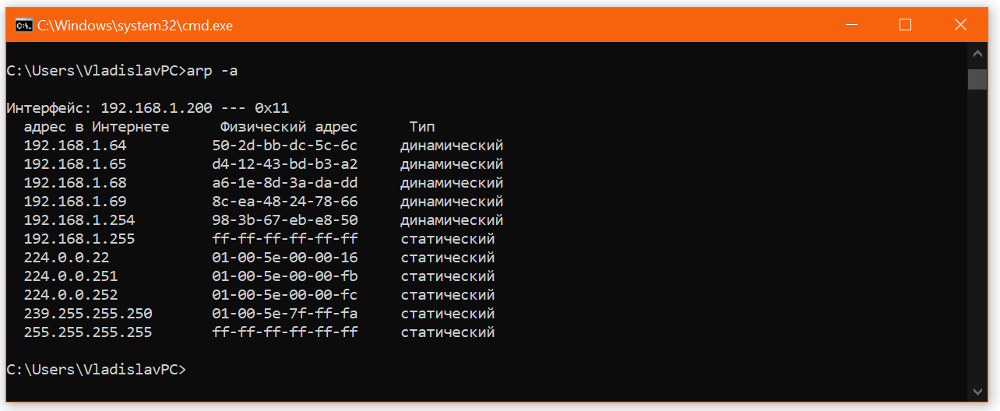 C:\Windows\system32\cmd.exe
C:\Users\VladislavPC>arp -a
Интерфейс: 192.168.1.200 --- 0x11
адрес в Интернете      Физический адрес      Тип
192.168.1.64          50-2d-bb-dc-5c-6c     динамический
192.168.1.65          d4-12-43-bd-b3-a2     динамический
192.168.1.68          a6-1e-8d-3a-da-dd     динамический
192.168.1.69          8c-ea-48-24-78-66     динамический
192.168.1.254         98-3b-67-eb-e8-50     динамический
192.168.1.255         ff-ff-ff-ff-ff-ff     статический
224.0.0.22            01-00-5e-00-00-16     статический
224.0.0.251           01-00-5e-00-00-fb     статический
224.0.0.252           01-00-5e-00-00-fc     статический
239.255.255.250       01-00-5e-7f-ff-fa     статический
255.255.255.255       ff-ff-ff-ff-ff-ff     статический
C:\Users\VladislavPC>